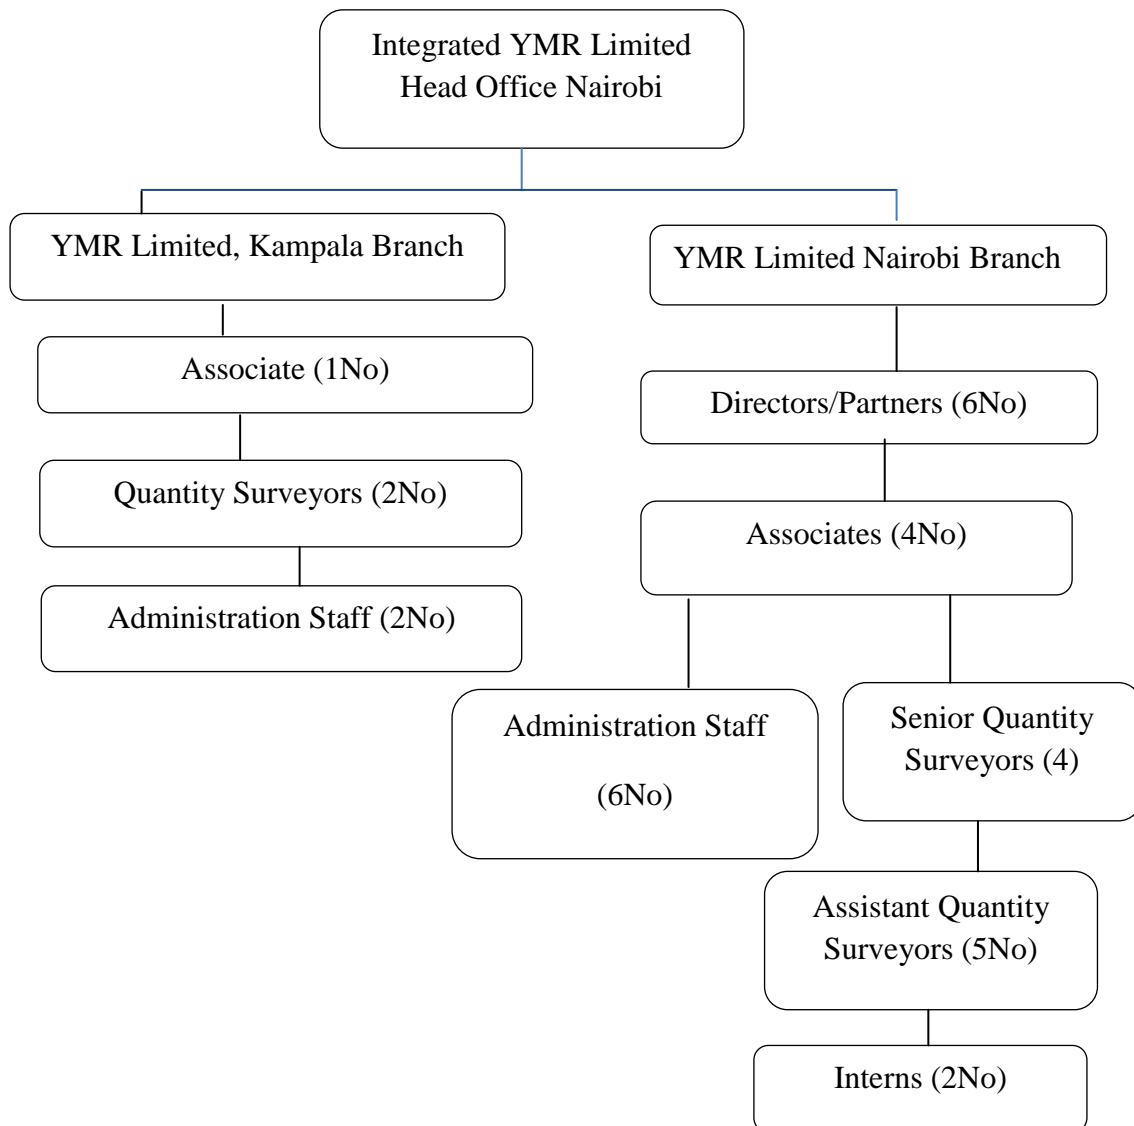 Integrated YMR Limited
Head Office Nairobi
YMR Limited, Kampala Branch
YMR Limited Nairobi Branch
Associate (1No)
Directors/Partners (6No)
Quantity Surveyors (2No)
Associates (4No)
Administration Staff (2No)
Administration Staff
(6No)
Senior Quantity
Surveyors (4)
Assistant Quantity
Surveyors (5No)
Interns (2No)